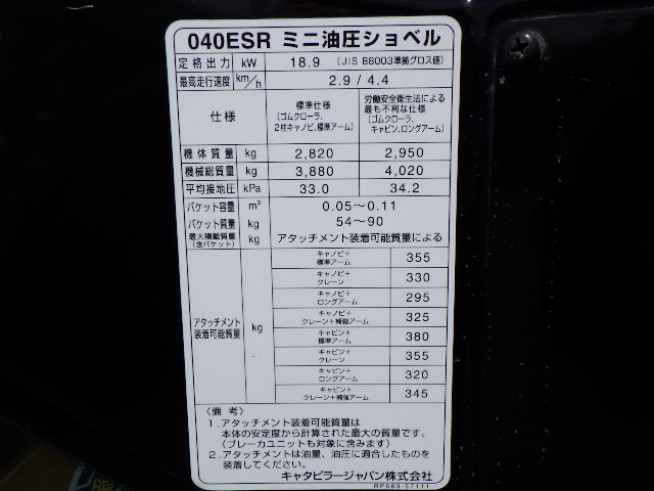 040ESR ミニ油圧ショベル
定格出力 kW 18.9 (JIS B8003準拠グロス値)
最高走行速度 km/h 2.9 / 4.4
仕様
標準仕様
(ゴムクローラ、
2柱キャノピ、標準アーム)
労働安全衛生法による
最も不利な仕様
(ゴムクローラ、
キャビン、ロングアーム)
機体質量 kg 2,820 2,950
機械総質量 kg 3,880 4,020
平均接地圧 kPa 33.0 34.2
バケット容量 m³ 0.05～0.11
バケット質量 kg 54～90
最大積載質量
(含バケット) kg アタッチメント装着可能質量による
アタッチメント
装着可能質量 kg
キャノピ+
標準アーム 355
キャノピ+
クレーン 330
キャノピ+
ロングアーム 295
キャノピ+
クレーン+補強アーム 325
キャビン+
標準アーム 380
キャビン+
クレーン 355
キャビン+
ロングアーム 320
キャビン+
クレーン+補強アーム 345
〈備考〉
1.アタッチメント装着可能質量は
本体の安定度から計算された最大の質量です。
(ブレーカユニットも対象に含みます)
2.アタッチメントは油量、油圧に適合したものを
装着してください。
キャタピラージャパン株式会社
RP883-57111